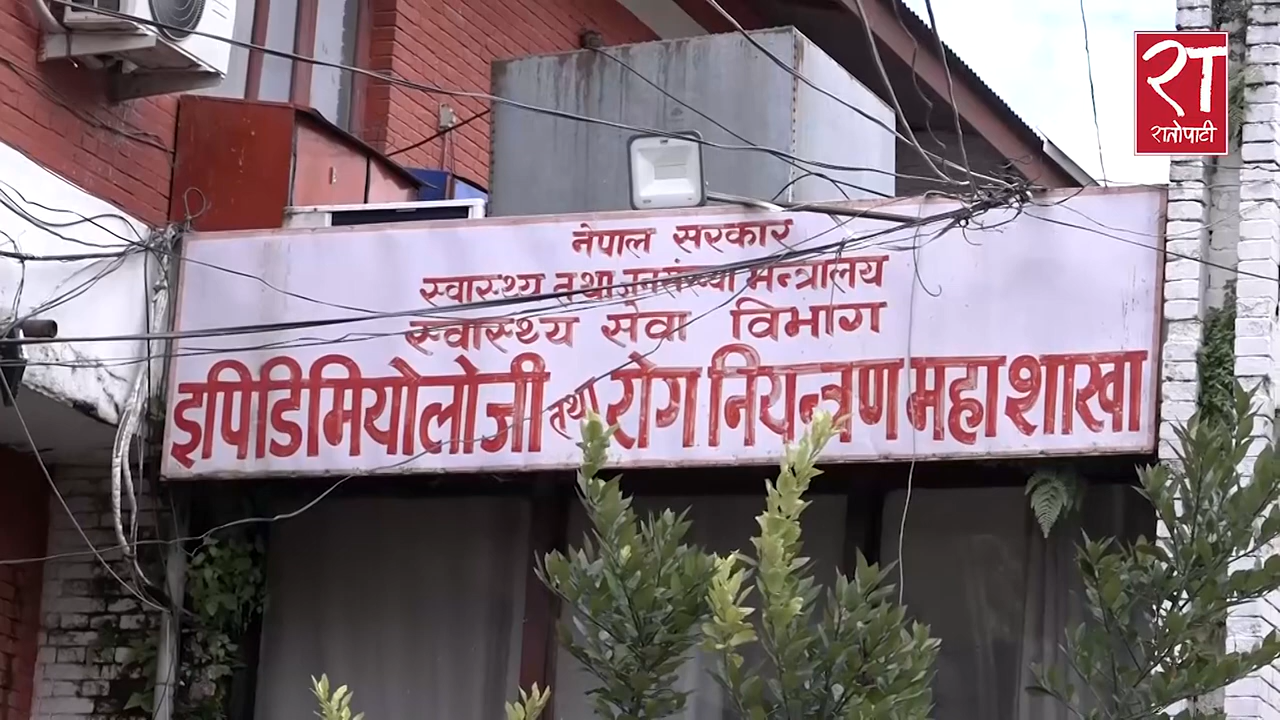 रा
रातोपाटी
नेपाल सरकार
स्वास्थ्य तथा जनसंख्या मन्त्रालय
स्वास्थ्य सेवा विभाग
इपिडिमियोलोजी तथा रोग नियन्त्रण महाशाखा